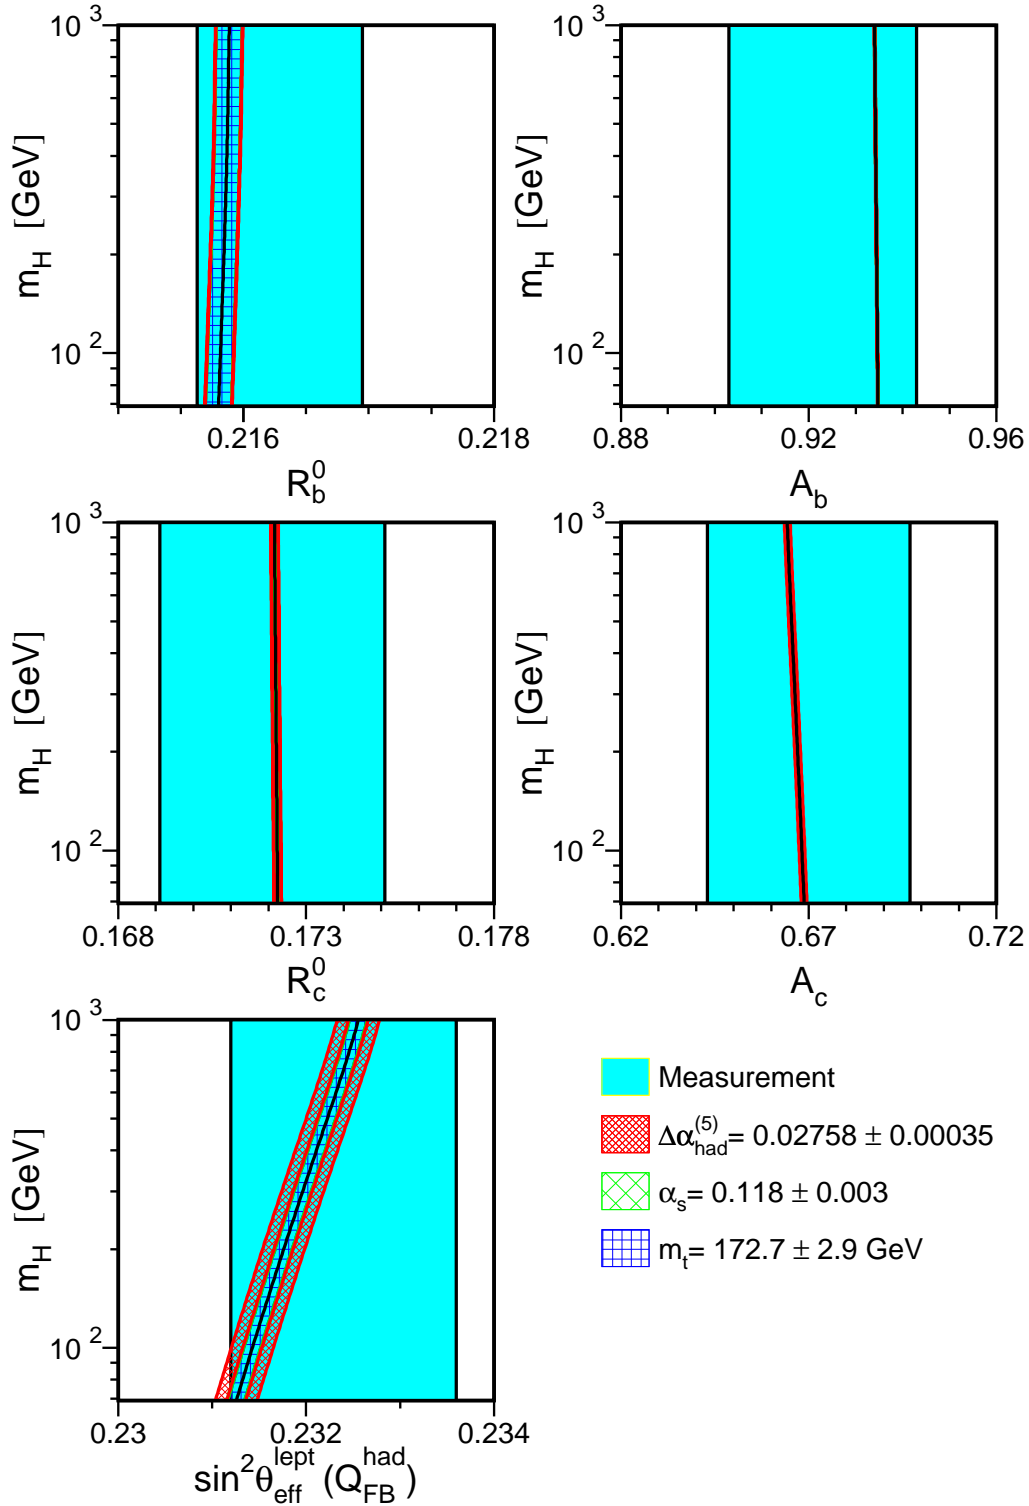 10 3
m_H [GeV]
10 2
0.216
0.218
R_b^0
10 3
m_H [GeV]
10 2
0.88
0.92
0.96
A_b
10 3
m_H [GeV]
10 2
0.168
0.173
0.178
R_c^0
10 3
m_H [GeV]
10 2
0.62
0.67
0.72
A_c
10 3
m_H [GeV]
10 2
0.23
0.232
0.234
sin²θ_eff^lept (Q_FB^had)
Measurement
Δα_had^(5)= 0.02758 ± 0.00035
α_s= 0.118 ± 0.003
m_t= 172.7 ± 2.9 GeV